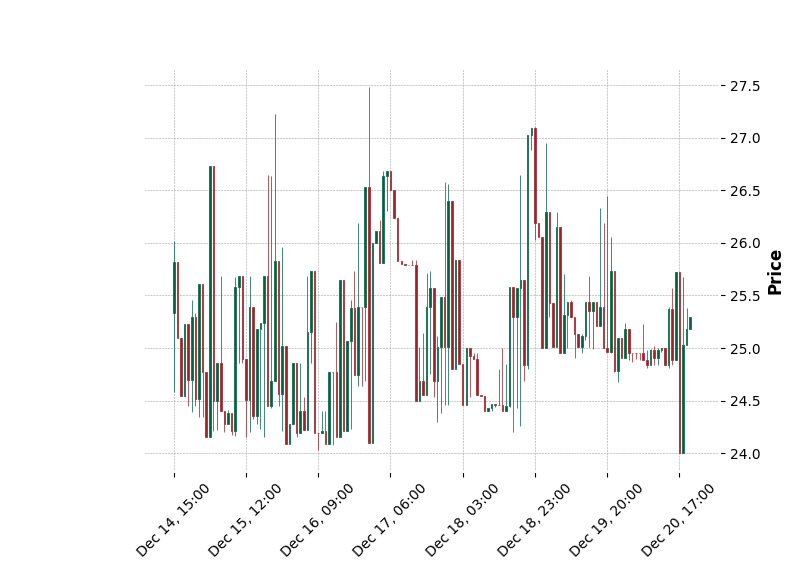 27.5
27.0
26.5
26.0
25.5
25.0
24.5
24.0
Price
Dec 14, 15:00
Dec 15, 12:00
Dec 16, 09:00
Dec 17, 06:00
Dec 18, 03:00
Dec 18, 23:00
Dec 19, 20:00
Dec 20, 17:00